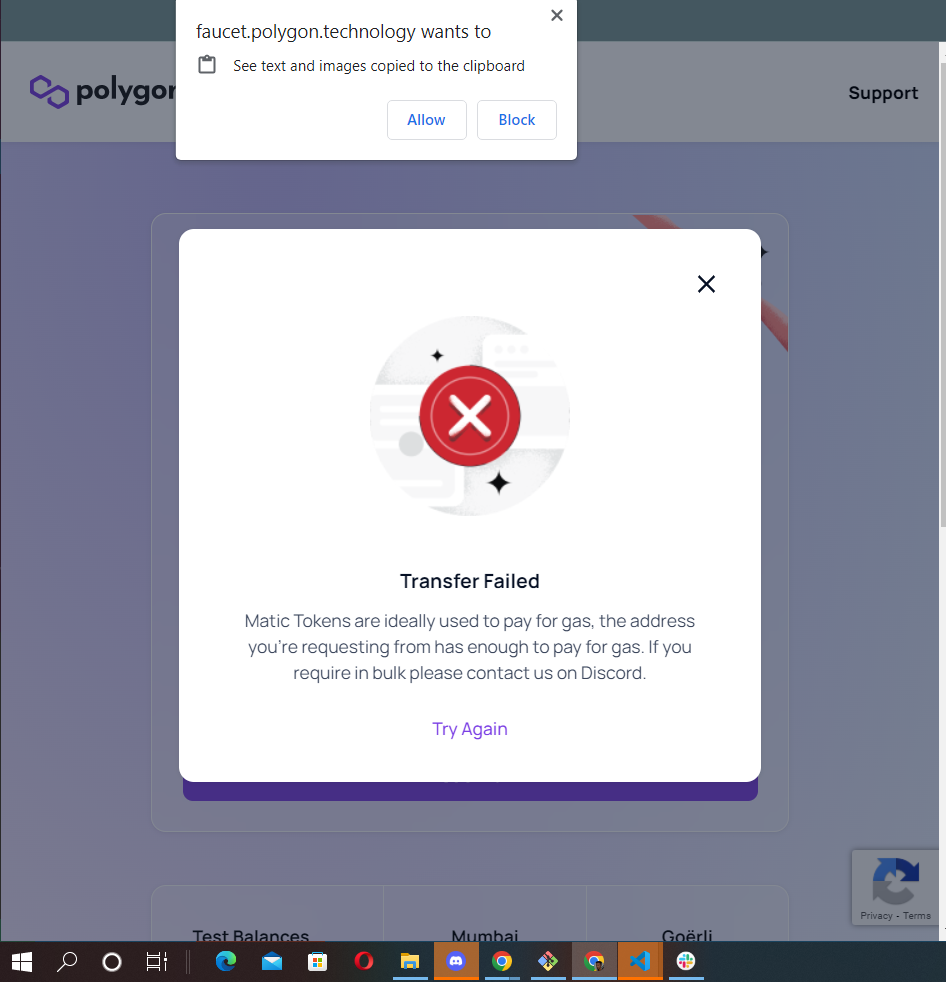 faucet.polygon.technology wants to
See text and images copied to the clipboard
Allow
Block
polygon
Support
Transfer Failed
Matic Tokens are ideally used to pay for gas, the address
you're requesting from has enough to pay for gas. If you
require in bulk please contact us on Discord.
Try Again
Privacy - Terms
Test Balances
Mumbai
Goërli